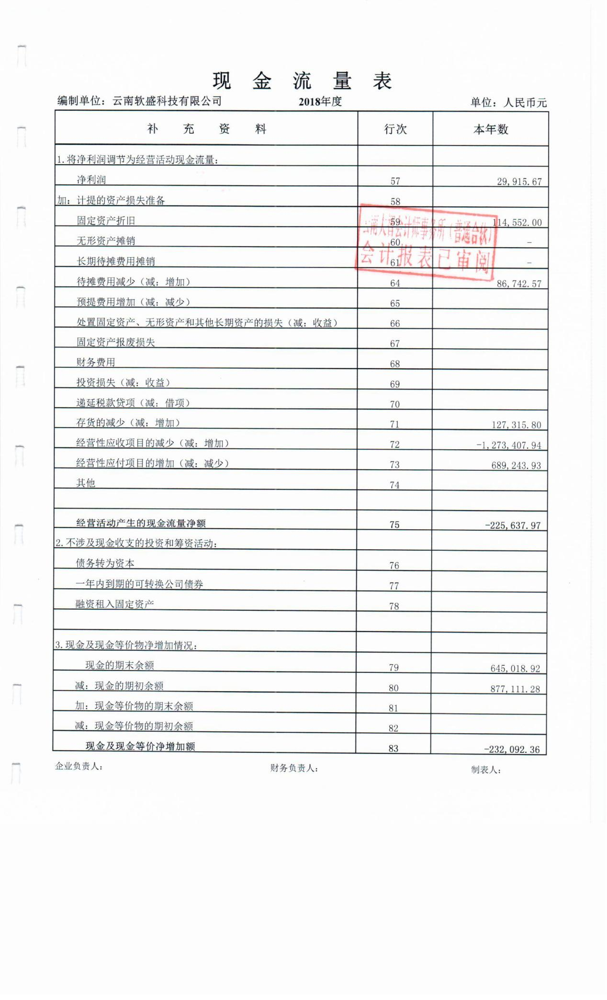 现金流量表
编制单位：云南软盛科技有限公司 2018年度 单位：人民币元
补充资料 行次 本年数
1.将净利润调节为经营活动现金流量：
净利润 57 29,915.67
加：计提的资产损失准备 58
固定资产折旧 59 114,552.00
无形资产摊销 60 -
长期待摊费用摊销 61 -
云南大智会计师事务所（普通合伙）
会计报表已审阅
待摊费用减少（减：增加） 64 86,742.57
预提费用增加（减：减少） 65
处置固定资产、无形资产和其他长期资产的损失（减：收益） 66
固定资产报废损失 67
财务费用 68
投资损失（减：收益） 69
递延税款贷项（减：借项） 70
存货的减少（减：增加） 71 127,315.80
经营性应收项目的减少（减：增加） 72 -1,273,407.94
经营性应付项目的增加（减：减少） 73 689,243.93
其他 74
经营活动产生的现金流量净额 75 -225,637.97
2.不涉及现金收支的投资和筹资活动：
债务转为资本 76
一年内到期的可转换公司债券 77
融资租入固定资产 78
3.现金及现金等价物净增加情况：
现金的期末余额 79 645,018.92
减：现金的期初余额 80 877,111.28
加：现金等价物的期末余额 81
减：现金等价物的期初余额 82
现金及现金等价净增加额 83 -232,092.36
企业负责人： 财务负责人： 制表人：